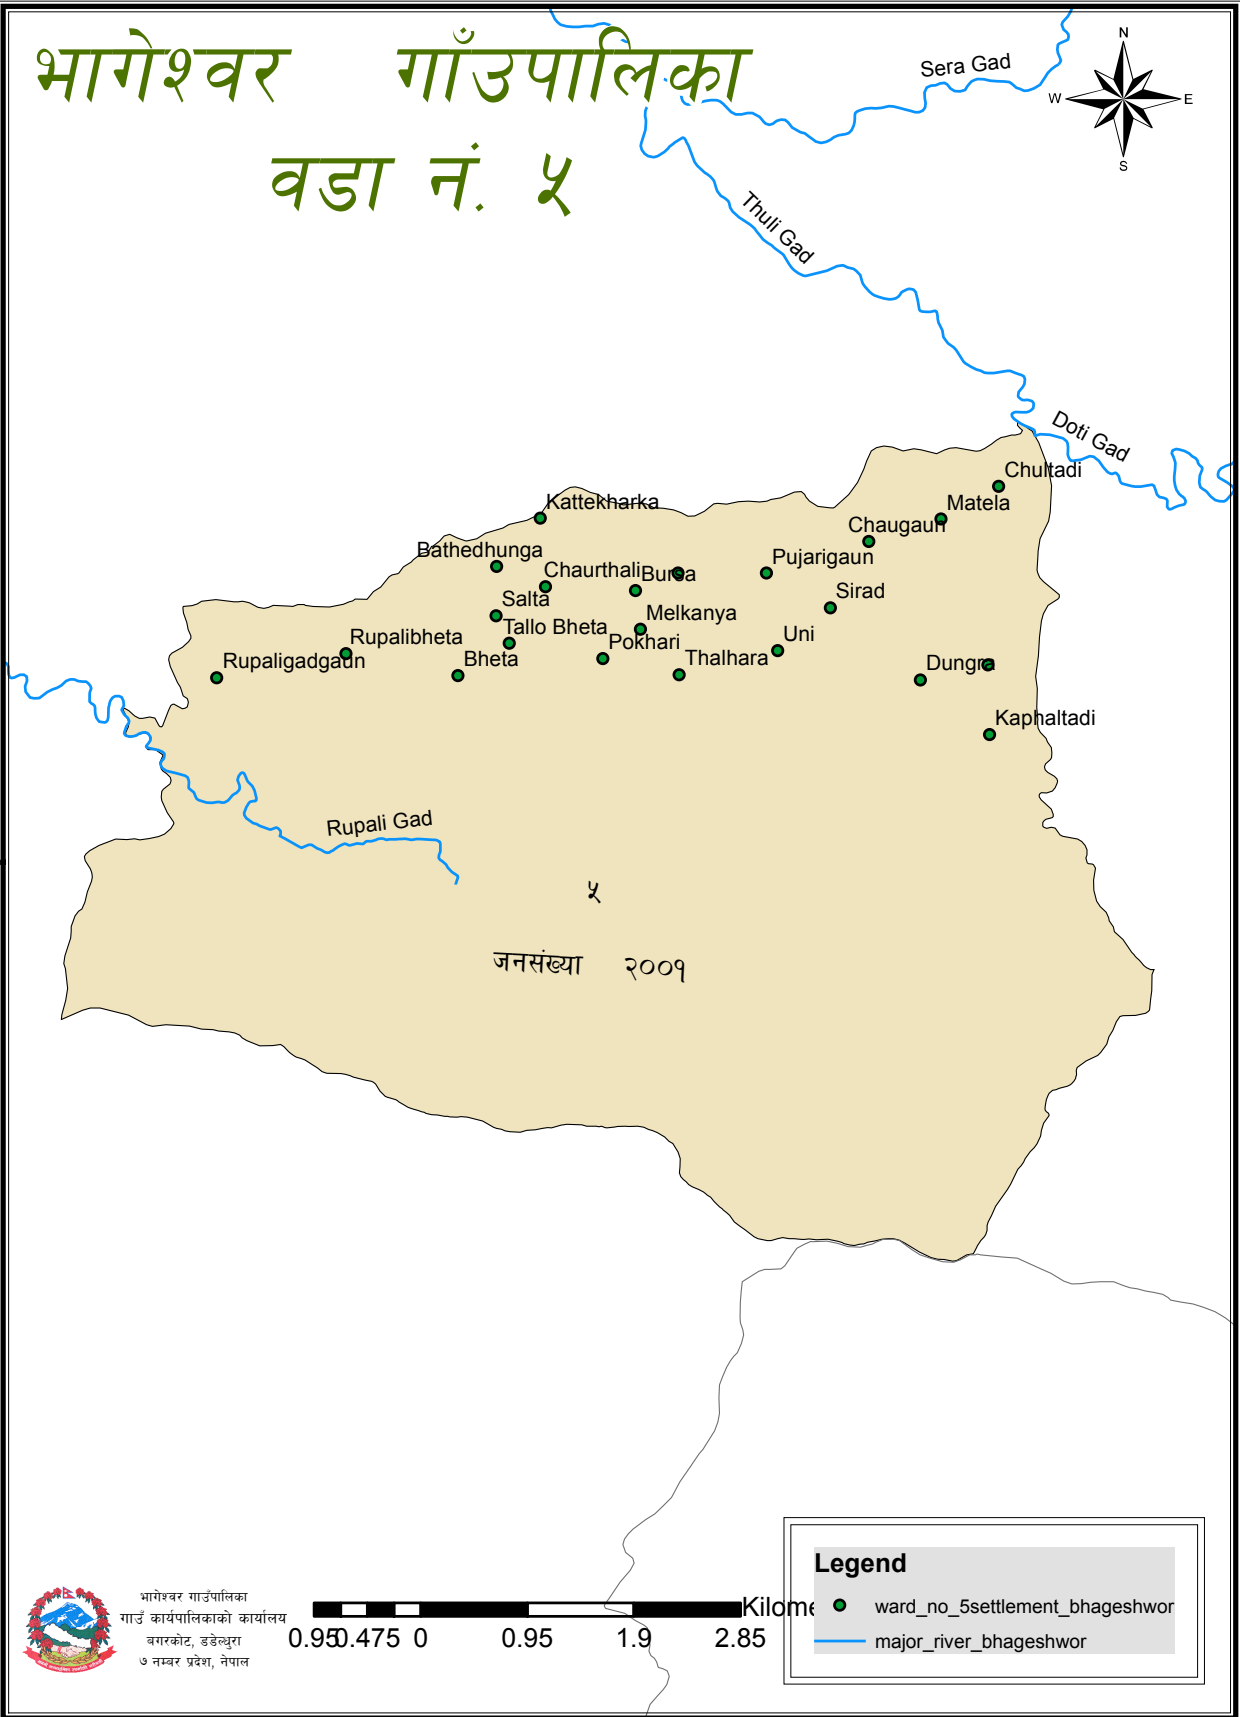 भागेश्वर गाँउपालिका
वडा नं. ५
N
W E
S
Sera Gad
Thuli Gad
Doti Gad
Chultadi
Matela
Kattekharka
Chaugaun
Bathedhunga
Pujarigaun
Chaurthali
Bursa
Sirad
Salta
Melkanya
Tallo Bheta
Uni
Rupalibheta
Pokhari
Rupaligadgaun
Bheta
Thalhara
Dungra
Kaphaltadi
Rupali Gad
५
जनसंख्या २००१
Legend
ward_no_5settlement_bhageshwor
major_river_bhageshwor
भागेश्वर गाउँपालिका
गाउँ कार्यपालिकाको कार्यालय
बगरकोट, डडेल्धुरा
७ नम्बर प्रदेश, नेपाल
Kilome
0.95 0.475 0 0.95 1.9 2.85